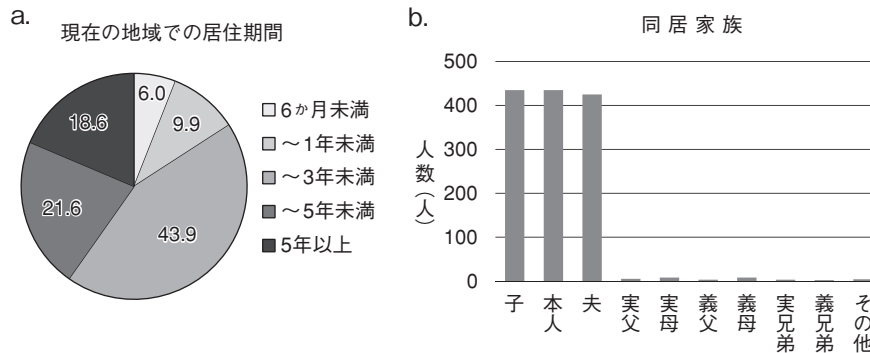 a.
現在の地域での居住期間
6.0
9.9
43.9
21.6
18.6
6か月未満
～1年未満
～3年未満
～5年未満
5年以上
b.
同居家族
人数(人)
500
400
300
200
100
0
子
本人
夫
実父
実母
義父
義母
実兄弟
義兄弟
その他